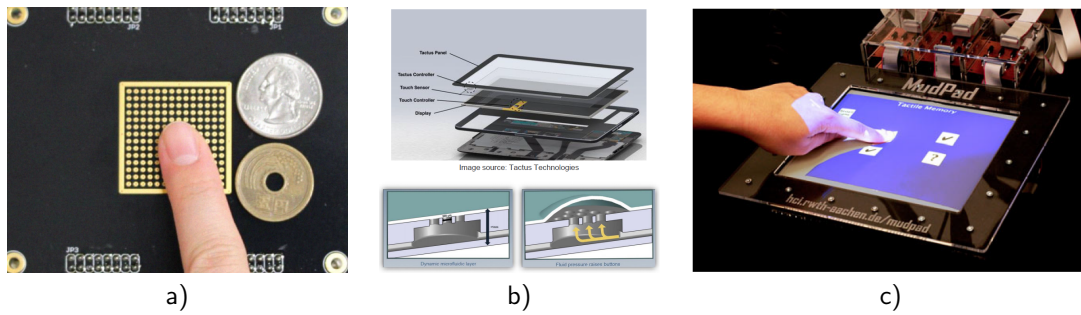 JP2
JP1
JP3
a)
Tactus Panel
Tactus Controller
Touch Sensor
Touch Controller
Display
Image source: Tactus Technologies
Dynamic microfluidic layer
Fluid pressure raises buttons
b)
MudPad
Tactile Memory
?
hci.rwth-aachen.de/mudpad
c)